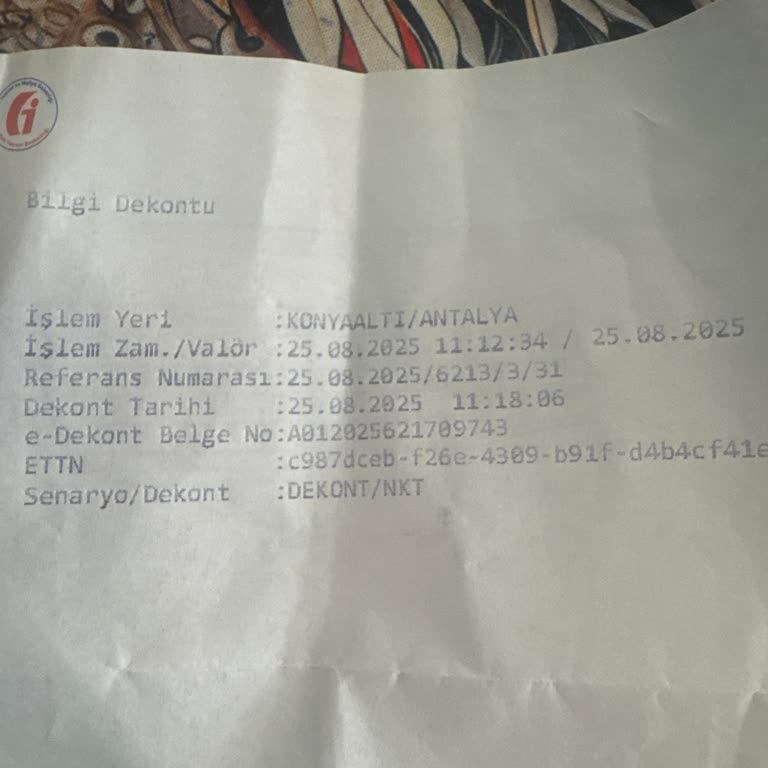 Bilgi Dekontu
İşlem Yeri :KONYAALTI/ANTALYA
İşlem Zam./Valör :25.08.2025 11:12:34 / 25.08.2025
Referans Numarası:25.08.2025/6213/3/31
Dekont Tarihi :25.08.2025 11:18:06
e-Dekont Belge No:A012025621709743
ETTN :c987dceb-f26e-4309-b91f-d4b4cf41e
Senaryo/Dekont :DEKONT/NKT